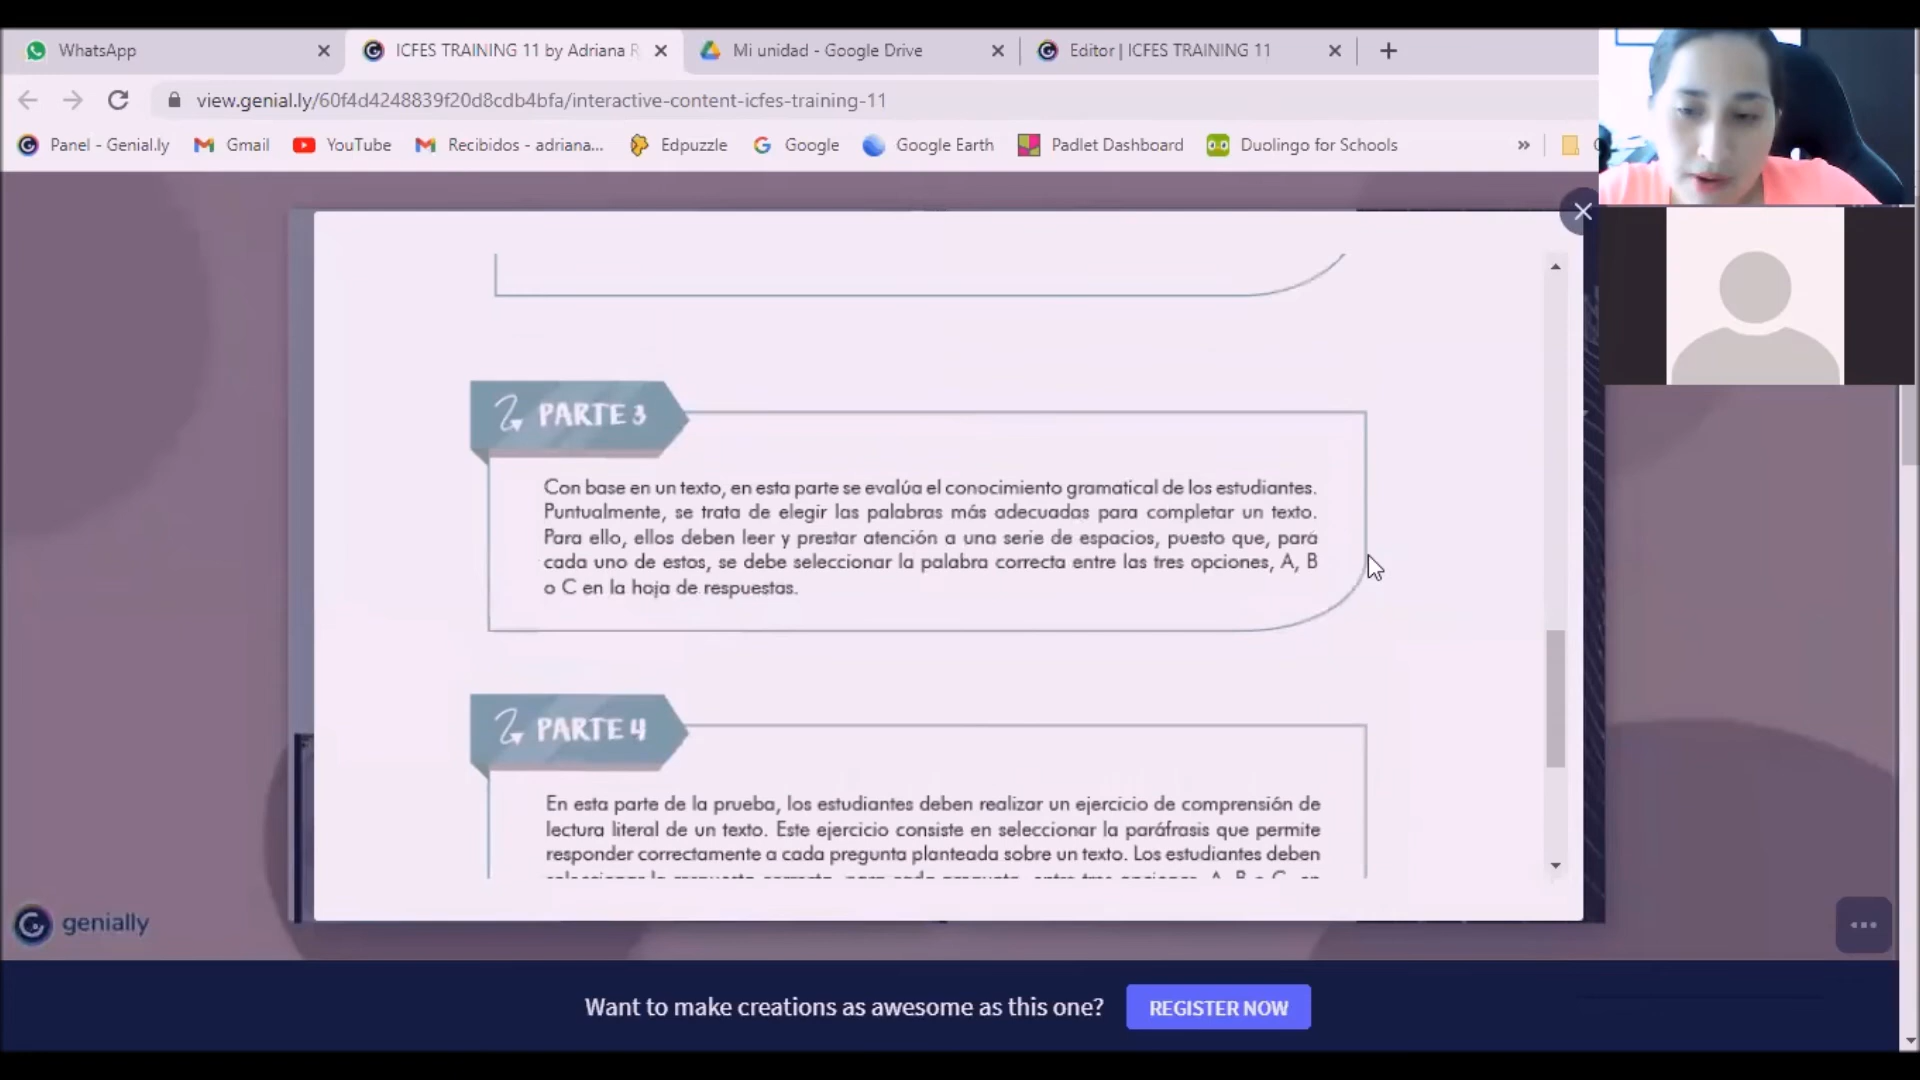 WhatsApp
ICFES TRAINING 11 by Adriana R
Mi unidad - Google Drive
Editor | ICFES TRAINING 11
view.genial.ly/60f4d4248839f20d8cdb4bfa/interactive-content-icfes-training-11
Panel - Genial.ly
Gmail
YouTube
Recibidos - adriana...
Edpuzzle
Google
Google Earth
Padlet Dashboard
Duolingo for Schools
PARTE 3
Con base en un texto, en esta parte se evalúa el conocimiento gramatical de los estudiantes.
Puntualmente, se trata de elegir las palabras más adecuadas para completar un texto.
Para ello, ellos deben leer y prestar atención a una serie de espacios, puesto que, para
cada uno de estos, se debe seleccionar la palabra correcta entre las tres opciones, A, B
o C en la hoja de respuestas.
PARTE 4
En esta parte de la prueba, los estudiantes deben realizar un ejercicio de comprensión de
lectura literal de un texto. Este ejercicio consiste en seleccionar la paráfrasis que permite
responder correctamente a cada pregunta planteada sobre un texto. Los estudiantes deben
genially
Want to make creations as awesome as this one?
REGISTER NOW